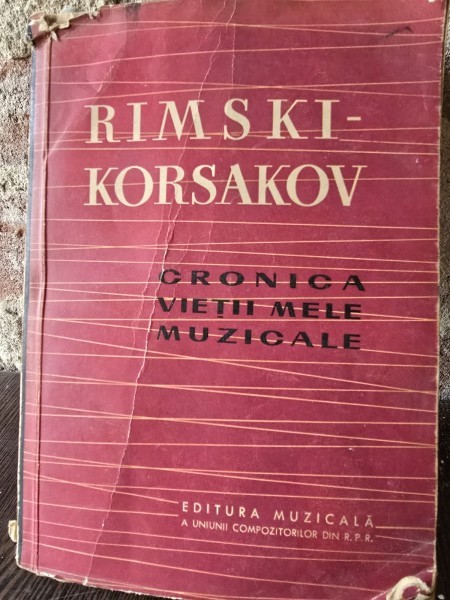 RIMSKI-
KORSAKOV
CRONICA
VIEȚII MELE
MUZICALE
EDITURA MUZICALĂ
A UNIUNII COMPOZITORILOR DIN R.P.R.